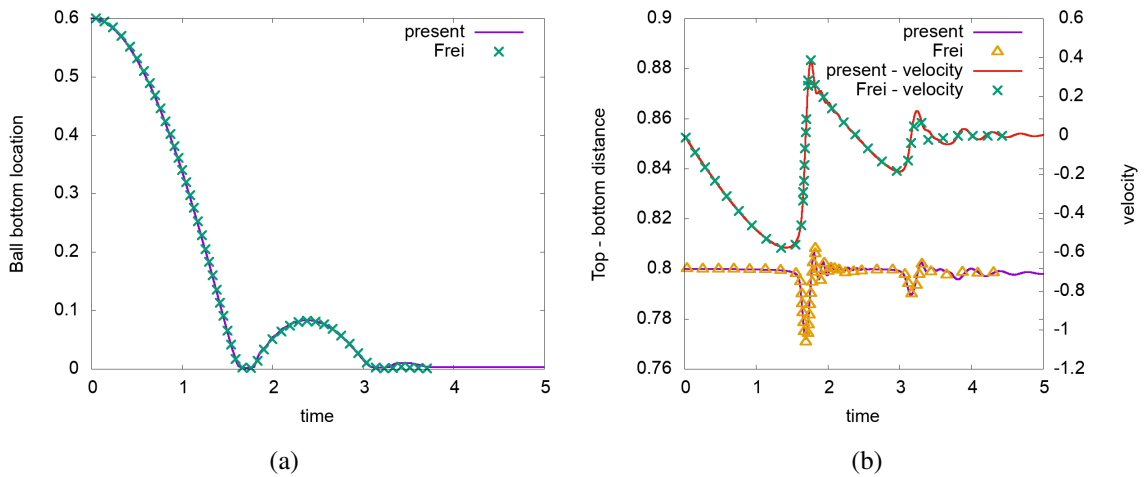 0.6
0.5
0.4
0.3
0.2
0.1
0
0 1 2 3 4 5
Ball bottom location
time
present
Frei
(a)
0.9
0.88
0.86
0.84
0.82
0.8
0.78
0.76
0 1 2 3 4 5
Top - bottom distance
time
present
Frei
present - velocity
Frei - velocity
0.6
0.4
0.2
0
-0.2
-0.4
-0.6
-0.8
-1
-1.2
velocity
(b)